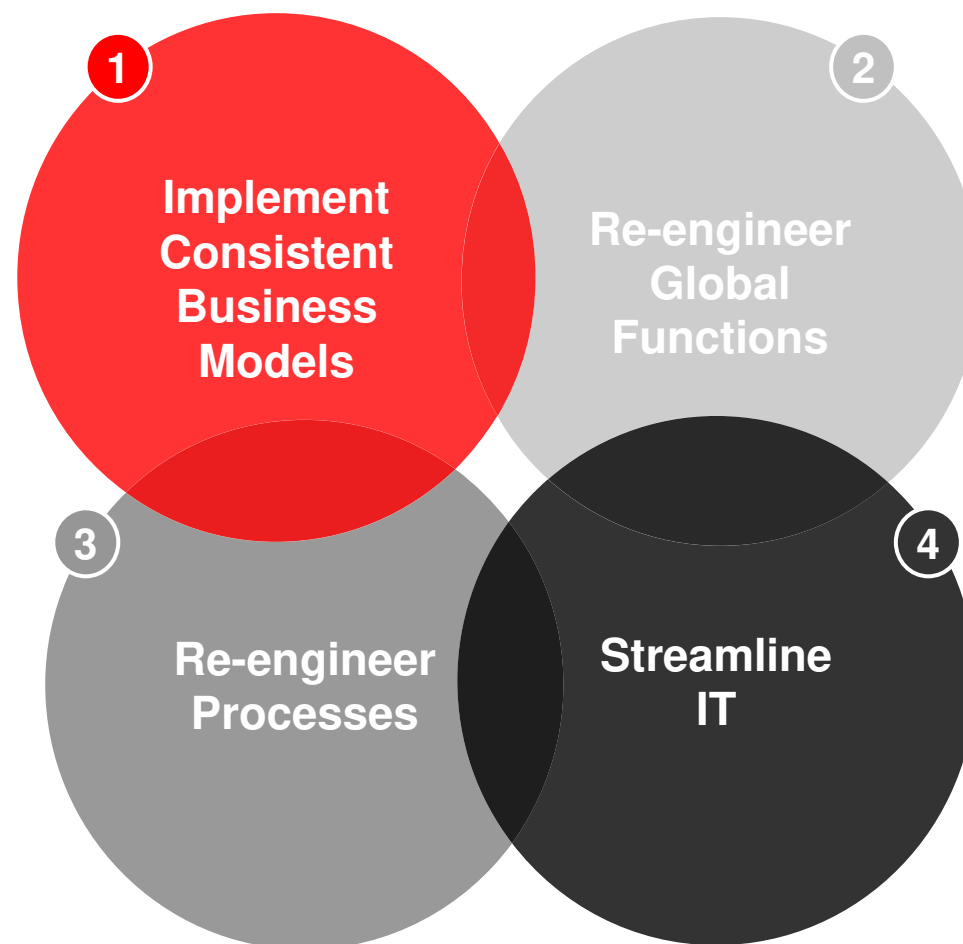 1
Implement
Consistent
Business
Models
2
Re-engineer
Global
Functions
3
Re-engineer
Processes
4
Streamline
IT